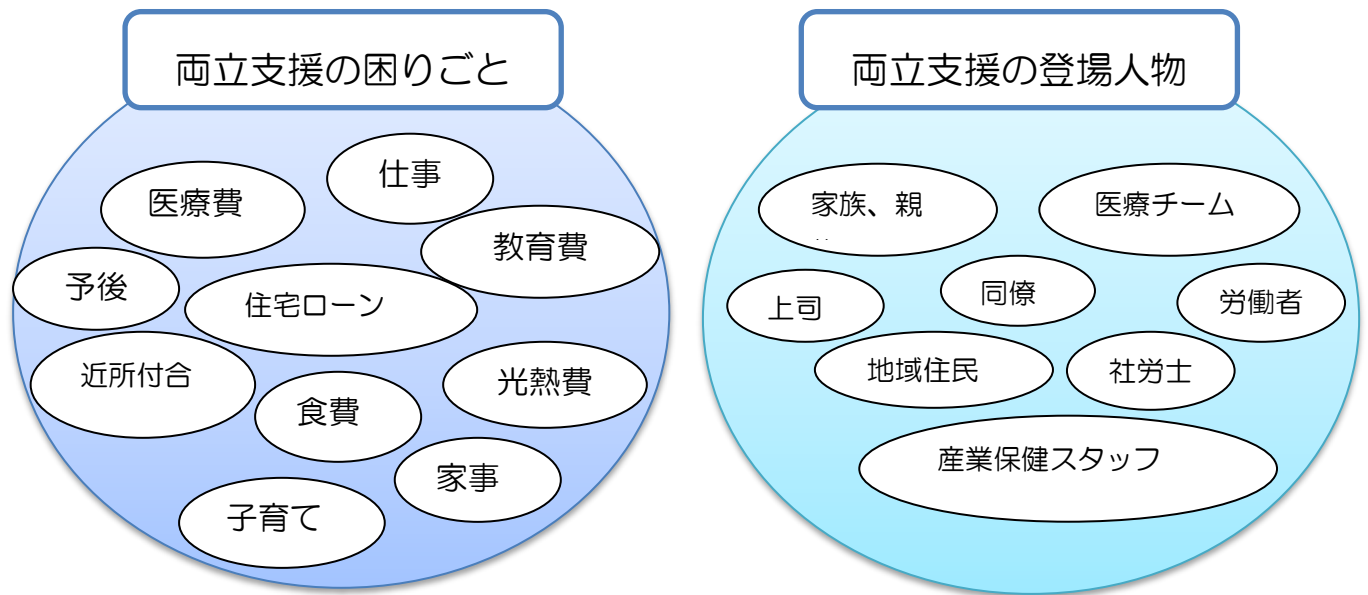 両立支援の困りごと
仕事
医療費
教育費
予後
住宅ローン
近所付合
光熱費
食費
家事
子育て
両立支援の登場人物
家族、親
医療チーム
同僚
上司
労働者
地域住民
社労士
産業保健スタッフ